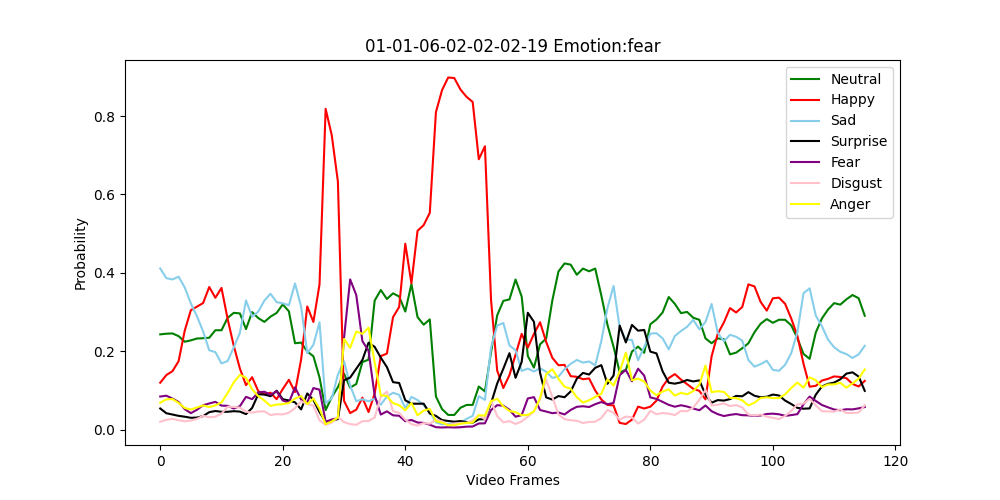 01-01-06-02-02-02-19 Emotion:fear
Neutral
Happy
Sad
Surprise
Fear
Disgust
Anger
Probability
0.8
0.6
0.4
0.2
0.0
0 20 40 60 80 100 120
Video Frames